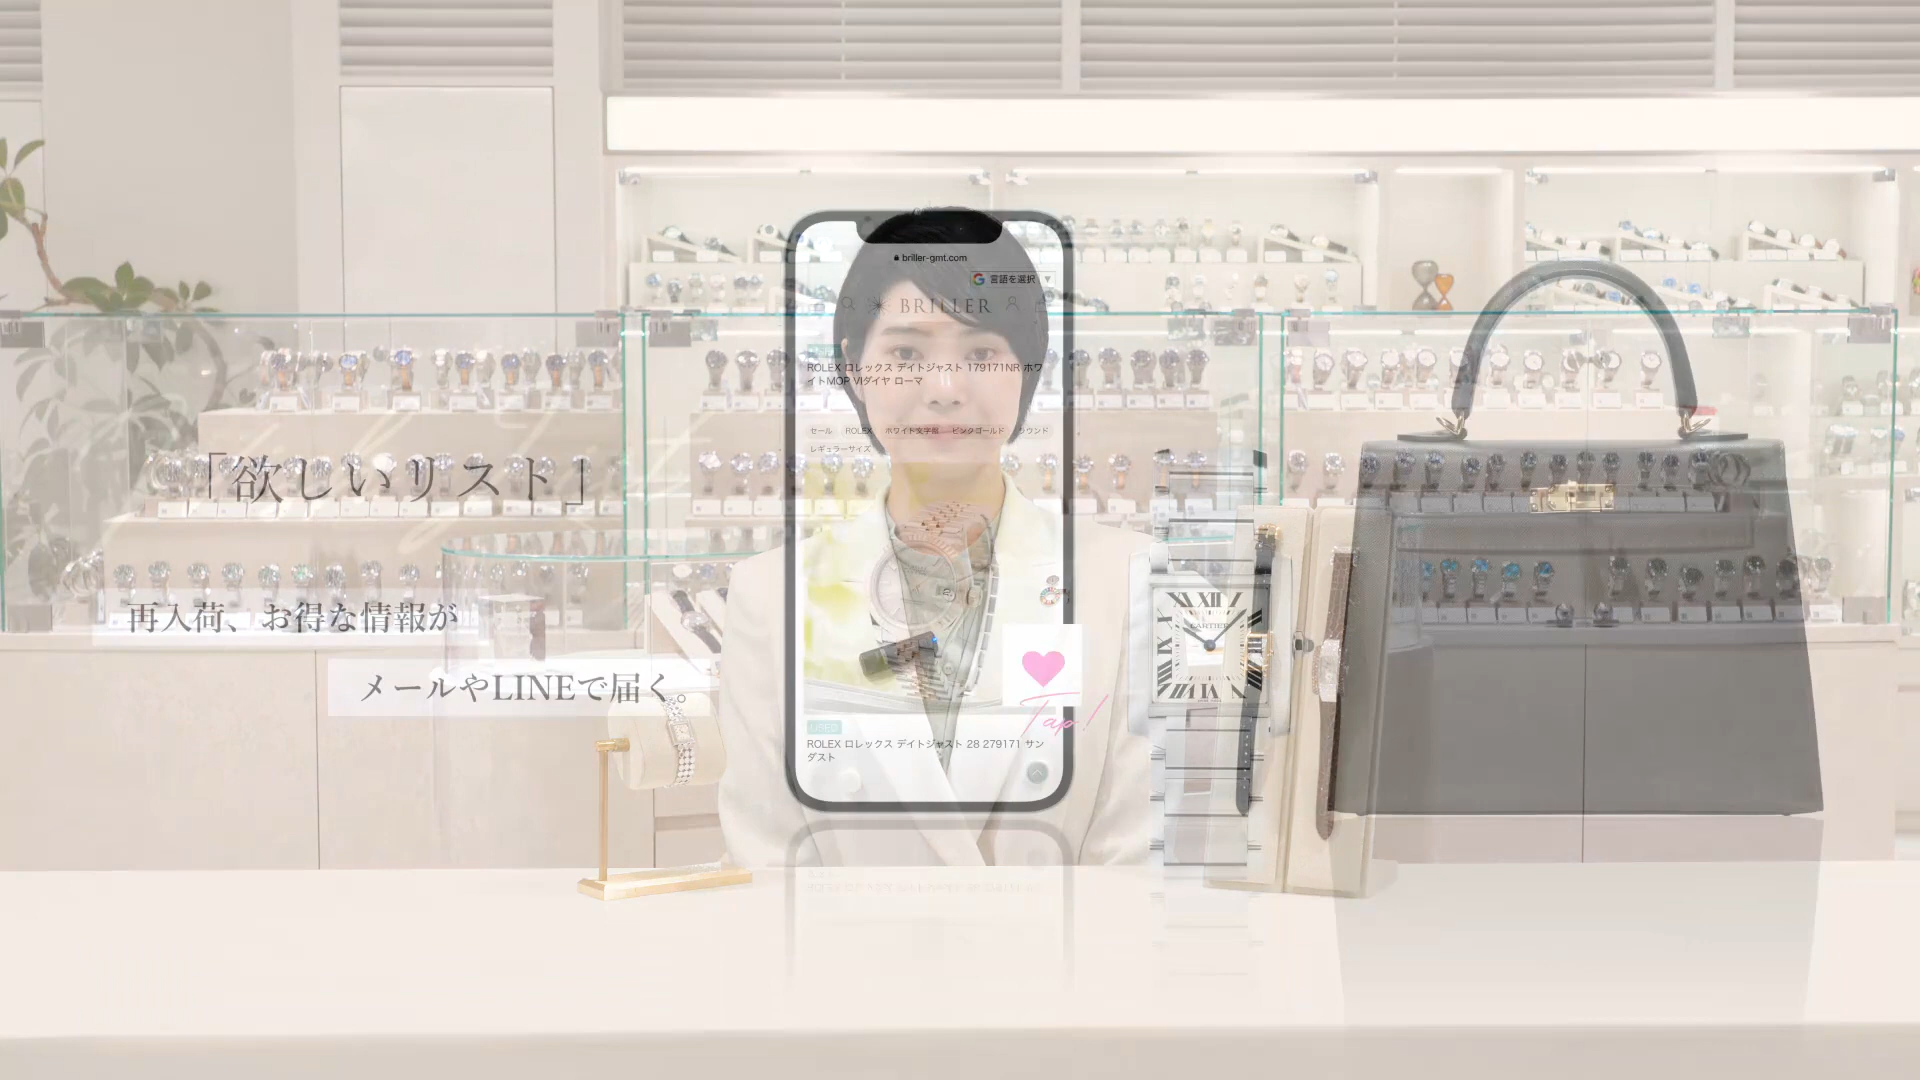 「欲しいリスト」
再入荷、お得な情報が
メールやLINEで届く。
briller-gmt.com
言語を選択
BRILLER
ROLEX ロレックス デイトジャスト 179171NR ホワ
イトMOP VIダイヤ ローマ
セール ROLEX ホワイト文字盤 ピンクゴールド ラウンド
レギュラーサイズ
Tap!
USED
ROLEX ロレックス デイトジャスト 28 279171 サン
ダスト
CARTIER